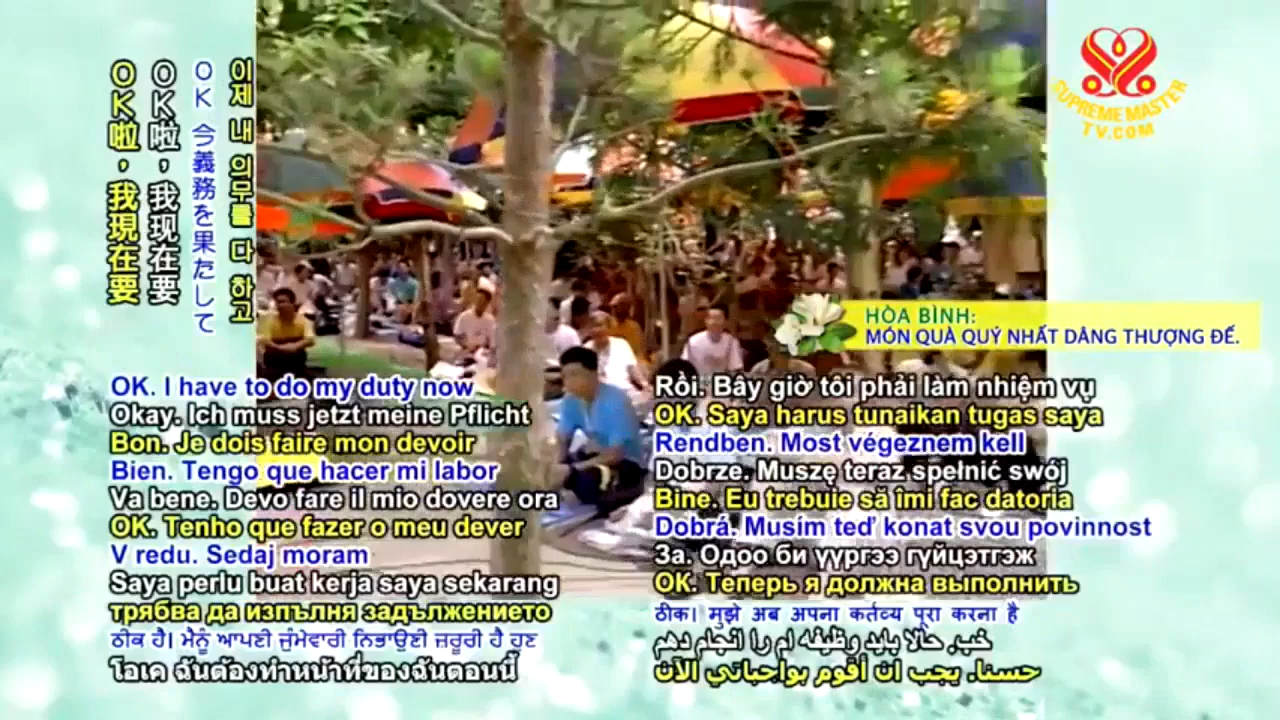 OK啦，我現在要
OK啦，我现在要
OK 今義務を果たして
이제 내 의무를 다 하고
SUPREME MASTER
TV.COM
HÒA BÌNH:
MÓN QUÀ QUÝ NHẤT DÂNG THƯỢNG ĐẾ.
OK. I have to do my duty now
Okay. Ich muss jetzt meine Pflicht
Bon. Je dois faire mon devoir
Bien. Tengo que hacer mi labor
Va bene. Devo fare il mio dovere ora
OK. Tenho que fazer o meu dever
V redu. Sedaj moram
Saya perlu buat kerja saya sekarang
трябва да изпълня задължението
ਠੀਕ ਹੈ। ਮੈਨੂੰ ਆਪਣੀ ਜੁੰਮੇਵਾਰੀ ਨਿਭਾਉਣੀ ਜ਼ਰੂਰੀ ਹੈ ਹੁਣ
โอเค ฉันต้องทำหน้าที่ของฉันตอนนี้
Rồi. Bây giờ tôi phải làm nhiệm vụ
OK. Saya harus tunaikan tugas saya
Rendben. Most végeznem kell
Dobrze. Muszę teraz spełnić swój
Bine. Eu trebuie să îmi fac datoria
Dobrá. Musím teď konat svou povinnost
За. Одоо би үүргээ гүйцэтгэж
OK. Теперь я должна выполнить
ठीक। मुझे अब अपना कर्तव्य पूरा करना है
خب. حالا باید وظیفه ام را انجام دهم
حسنا. يجب ان أقوم بواجباتي الآن